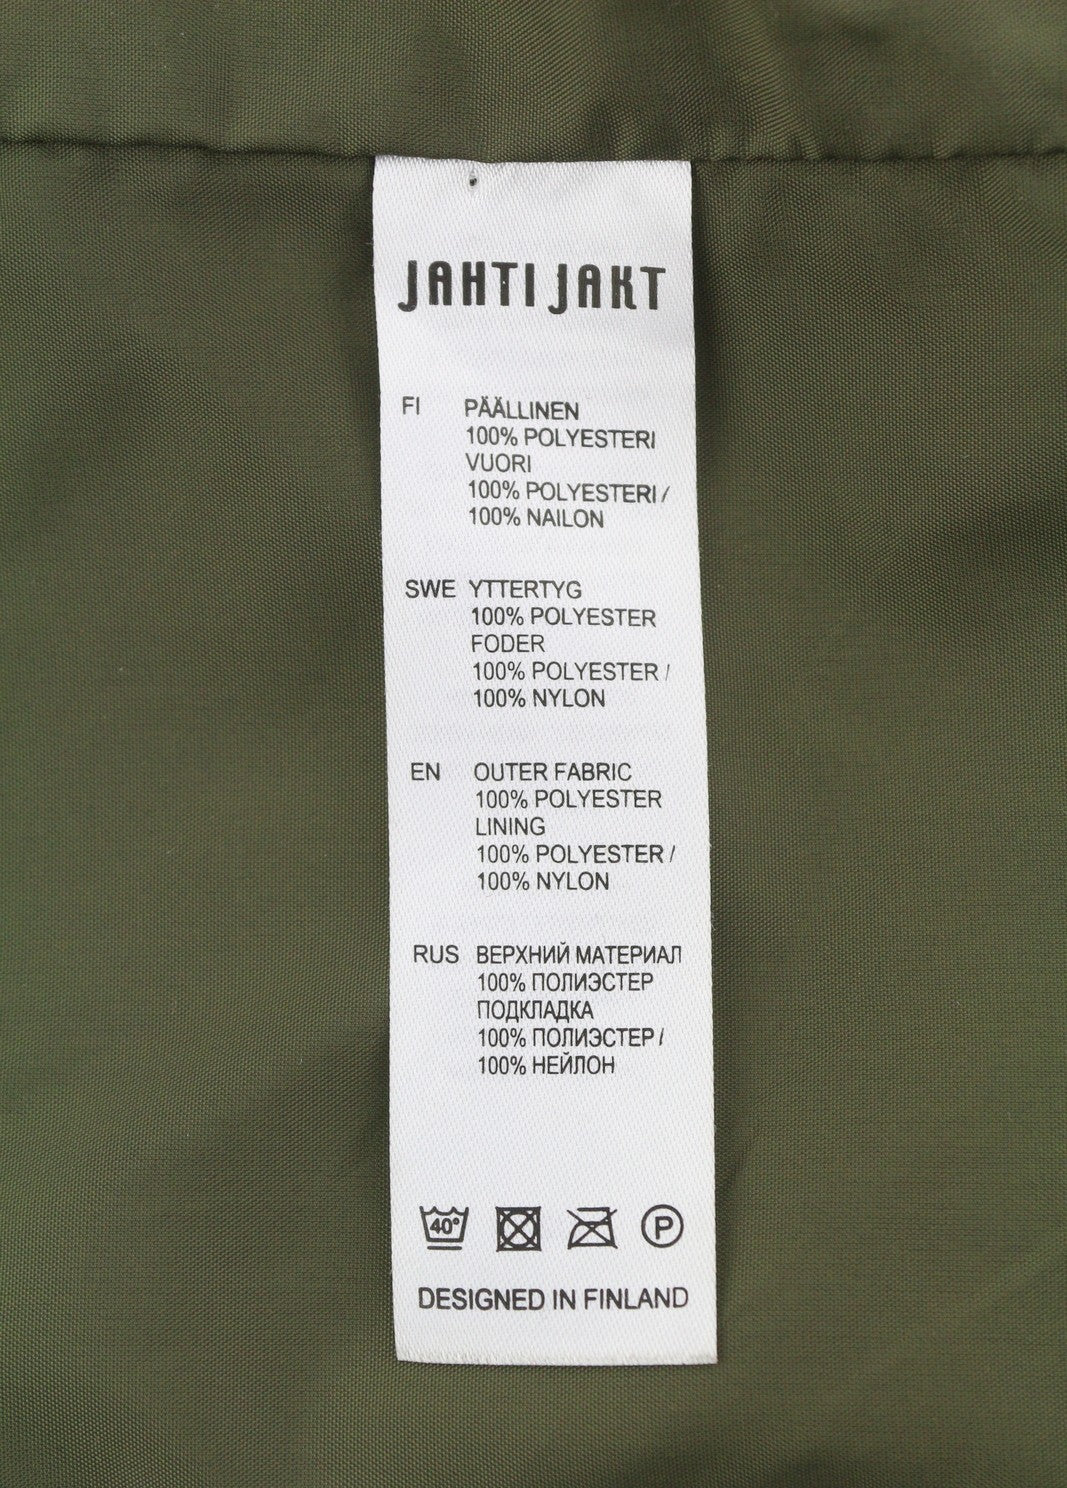 JAHTI JAKT
FI PÄÄLLINEN
100% POLYESTERI
VUORI
100% POLYESTERI /
100% NAILON
SWE YTTERTYG
100% POLYESTER
FODER
100% POLYESTER /
100% NYLON
EN OUTER FABRIC
100% POLYESTER
LINING
100% POLYESTER /
100% NYLON
RUS ВЕРХНИЙ МАТЕРИАЛ
100% ПОЛИЭСТЕР
ПОДКЛАДКА
100% ПОЛИЭСТЕР /
100% НЕЙЛОН
40° P
DESIGNED IN FINLAND